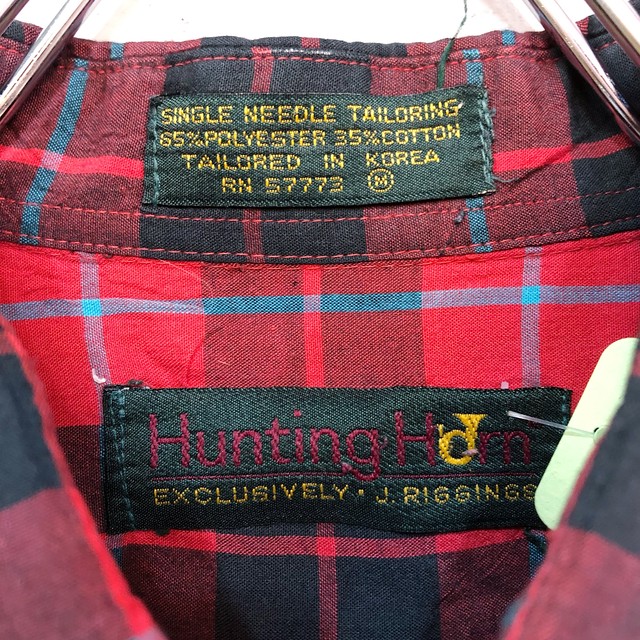 SINGLE NEEDLE TAILORING
65% POLYESTER 35% COTTON
TAILORED IN KOREA
RN 57773 M
Hunting Horn
EXCLUSIVELY · J. RIGGINGS